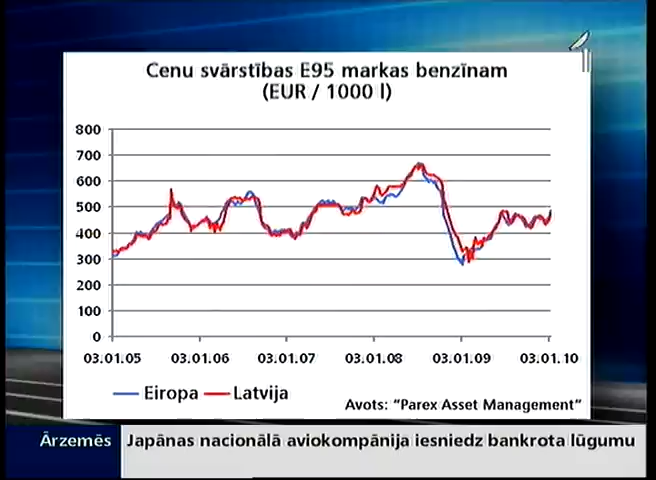 Cenu svārstības E95 markas benzīnam
(EUR / 1000 l)
800
700
600
500
400
300
200
100
0
03.01.05 03.01.06 03.01.07 03.01.08 03.01.09 03.01.10
Eiropa Latvija
Avots: “Parex Asset Management”
Ārzemēs Japānas nacionālā aviokompānija iesniedz bankrota lūgumu